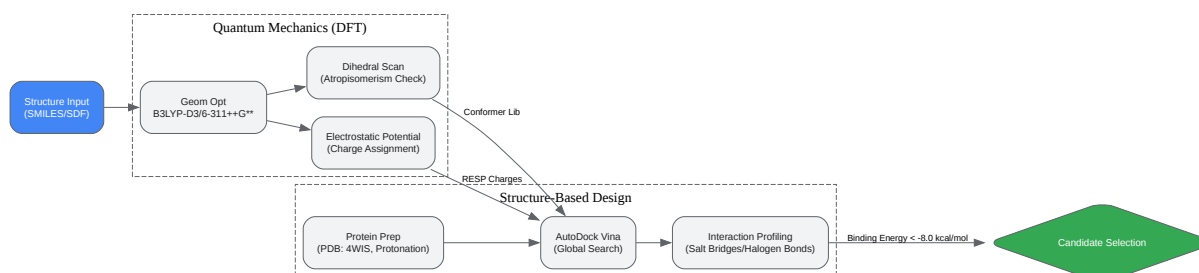 Quantum Mechanics (DFT)
Dihedral Scan
(Atropisomerism Check)
Structure Input
(SMILES/SDF)
Geom Opt
B3LYP-D3/6-311++G**
Conformer Lib
Electrostatic Potential
(Charge Assignment)
RESP Charges
Structure-Based Design
Protein Prep
(PDB: 4WIS, Protonation)
AutoDock Vina
(Global Search)
Interaction Profiling
(Salt Bridges/Halogen Bonds)
Binding Energy < -8.0 kcal/mol
Candidate Selection